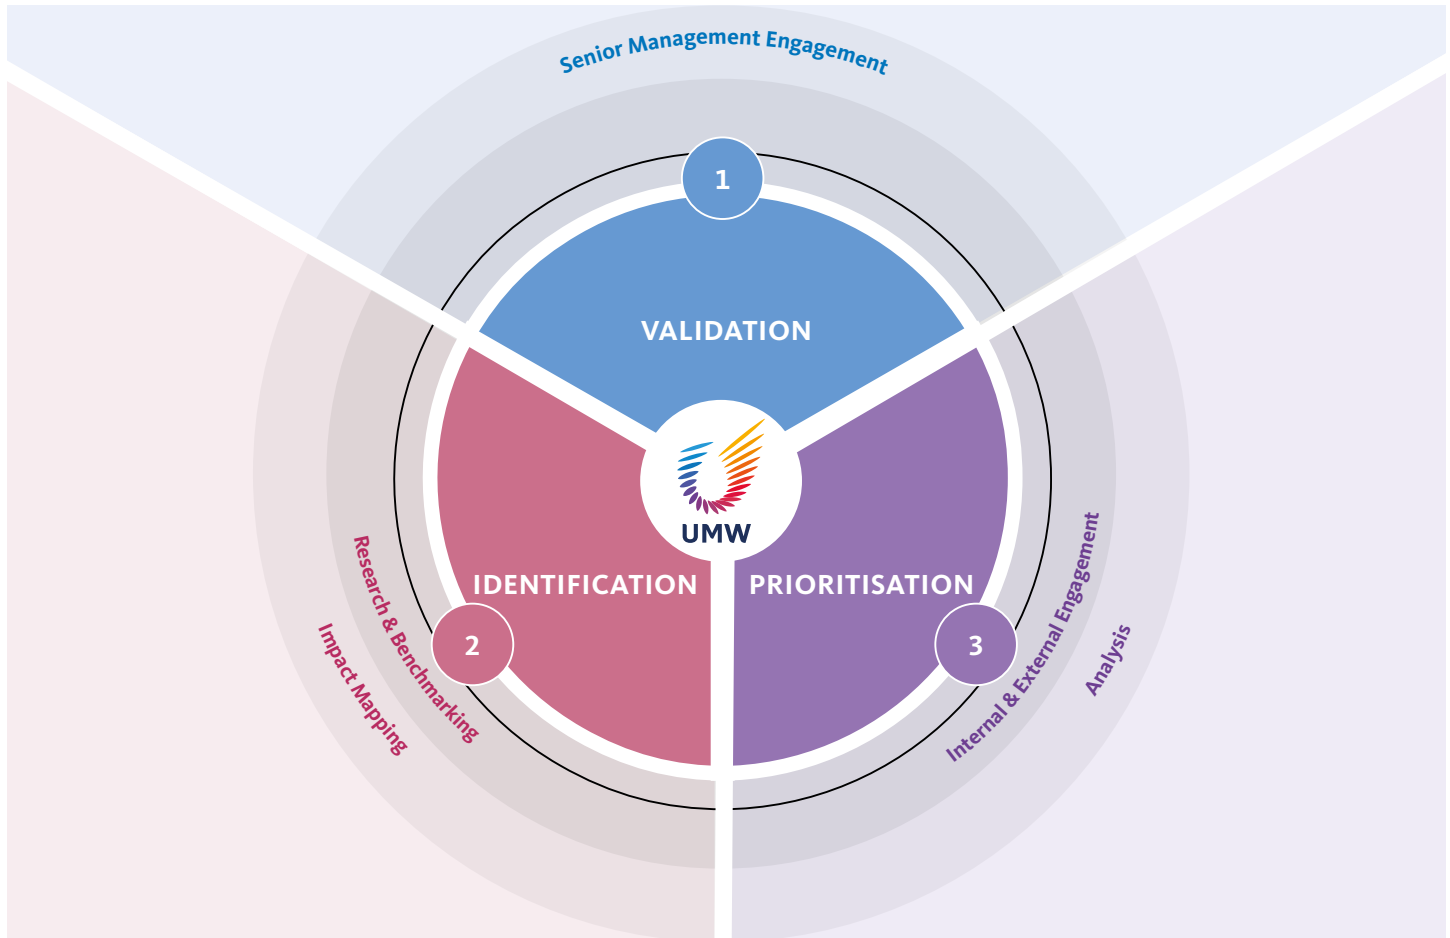 Senior Management Engagement
1
VALIDATION
UMW
IDENTIFICATION
2
Research & Benchmarking
Impact Mapping
PRIORITISATION
3
Internal & External Engagement
Analysis